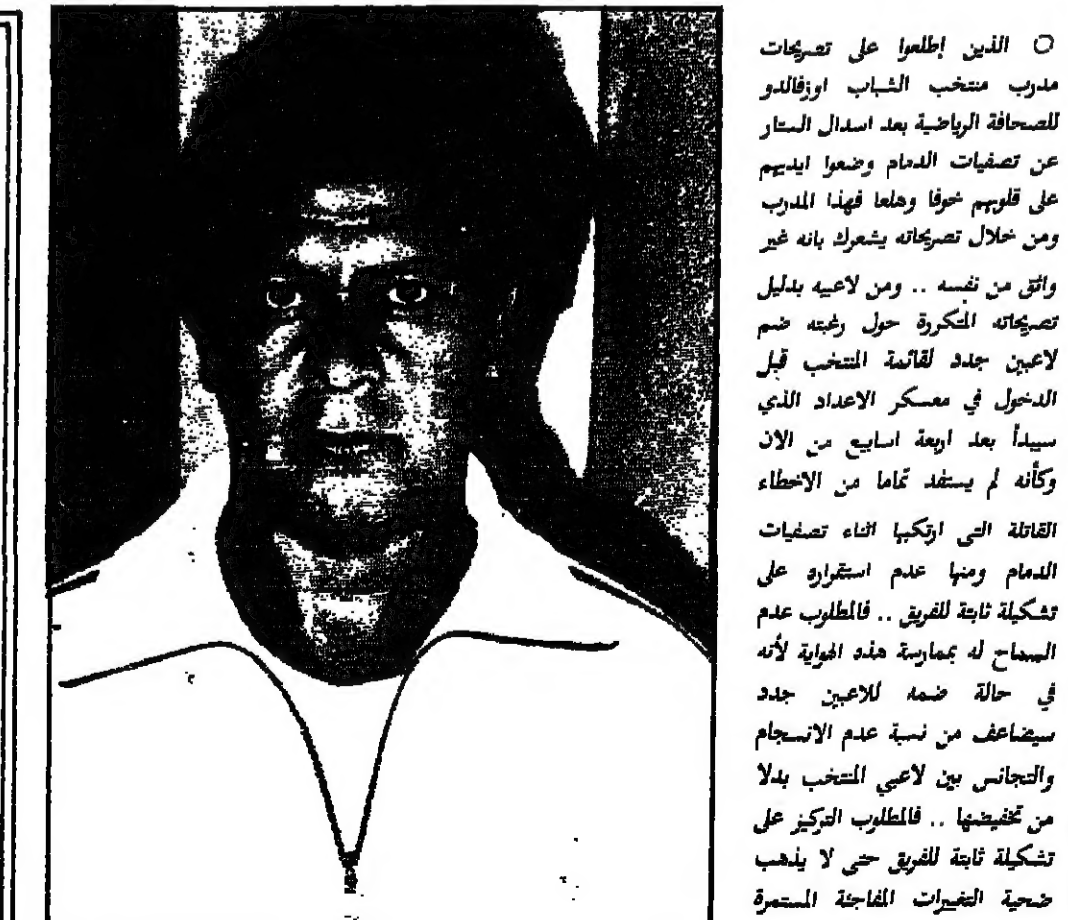 ○ الذين إطلعوا على تصريحات
مدرب منتخب الشباب اوزفالدو
للصحافة الرياضية بعد اسدال الستار
عن تصفيات الدمام وضعوا ايديهم
على قلوبهم خوفا وهلعا فهذا المدرب
ومن خلال تصريحاته يشعرك بانه غير
واثق من نفسه .. ومن لاعبيه بدليل
تصريحاته المتكررة حول رغبته ضم
لاعبين جدد لقائمة المنتخب قبل
الدخول في معسكر الاعداد الذي
سيبدأ بعد اربعة اسابيع من الان
وكأنه لم يستفد تماما من الاخطاء
القاتلة التى ارتكبها اثناء تصفيات
الدمام ومنها عدم استقراره على
تشكيلة ثابتة للفريق .. فالمطلوب عدم
السماح له بممارسة هذه الهواية لأنه
في حالة ضمه للاعبين جدد
سيضاعف من نسبة عدم الانسجام
والتجانس بين لاعبي المنتخب بدلا
من تخفيضها .. فالمطلوب التركيز على
تشكيلة ثابتة للفريق حتى لا يذهب
ضحية التغيرات المفاجئة المستمرة